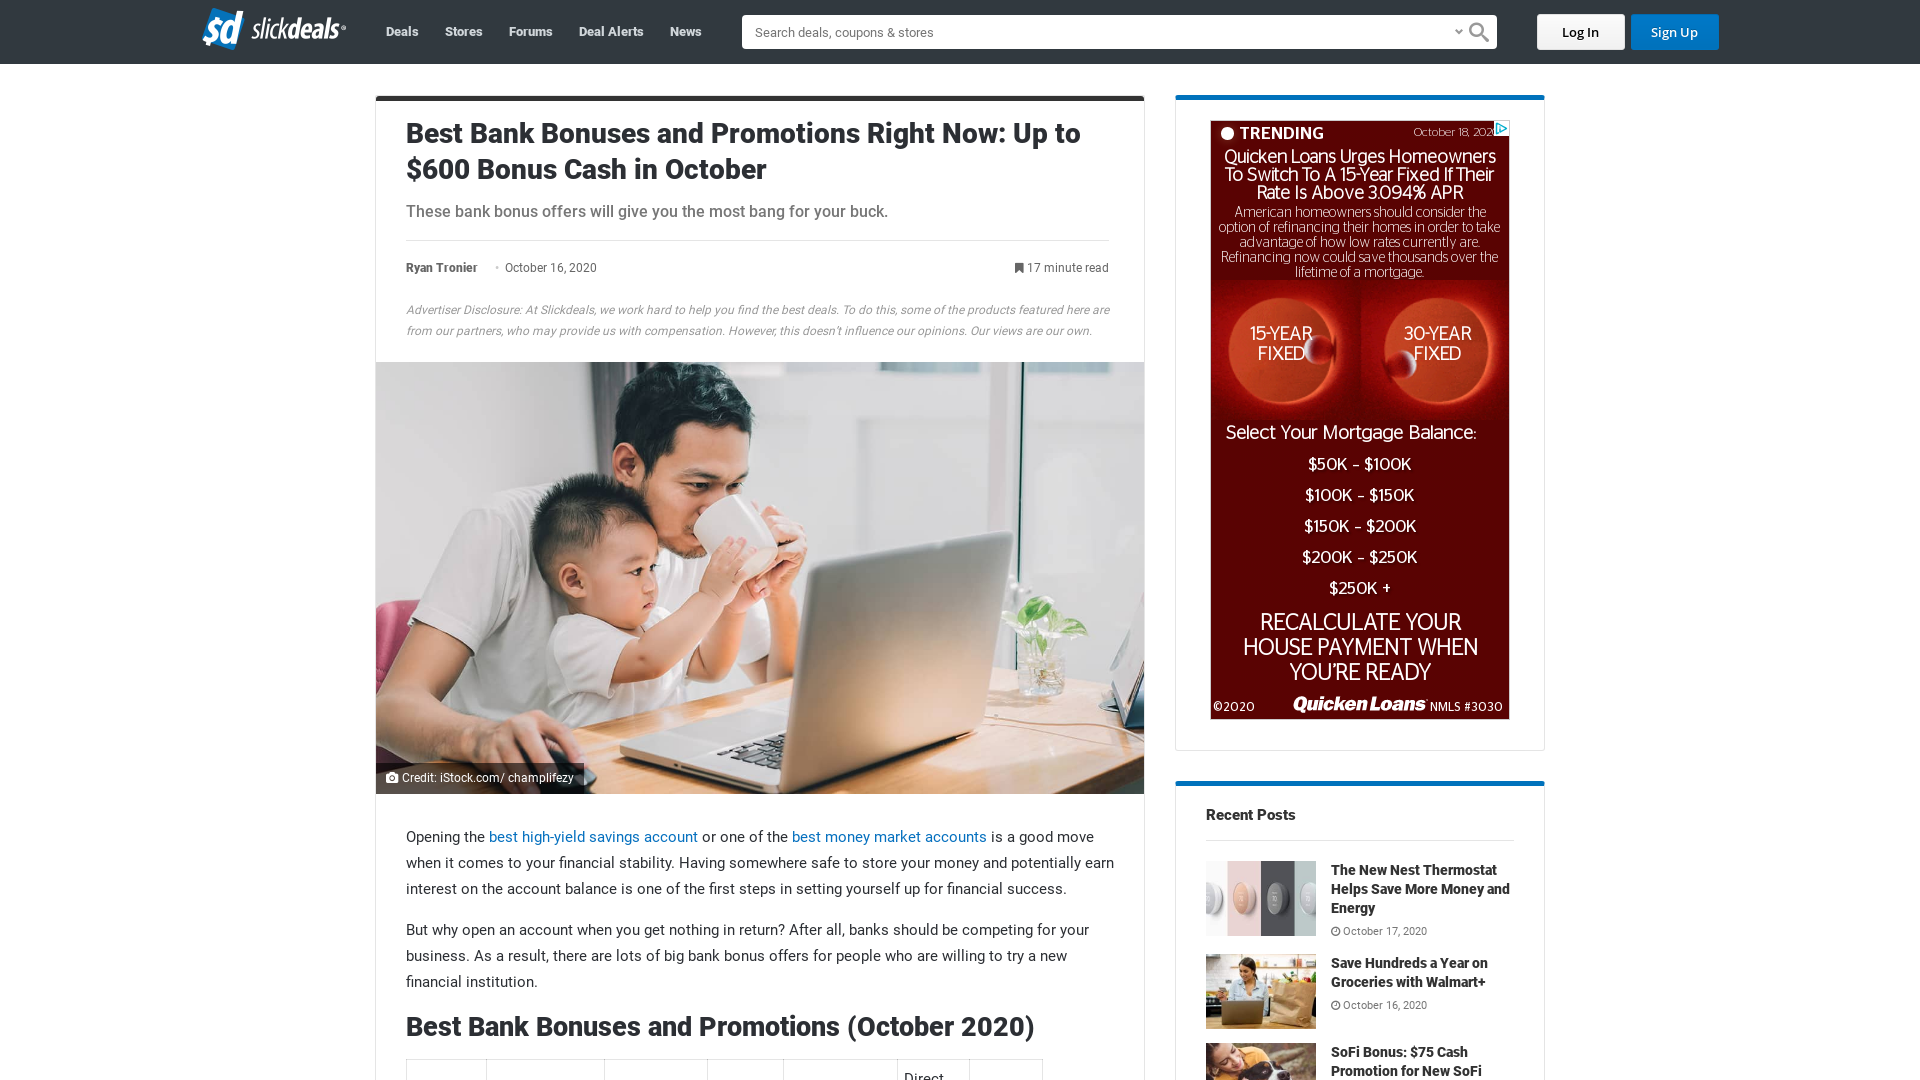 slickdeals
Deals
Stores
Forums
Deal Alerts
News
Search deals, coupons & stores
Log In
Sign Up
Best Bank Bonuses and Promotions Right Now: Up to
$600 Bonus Cash in October
These bank bonus offers will give you the most bang for your buck.
Ryan Tronier • October 16, 2020
17 minute read
Advertiser Disclosure: At Slickdeals, we work hard to help you find the best deals. To do this, some of the products featured here are
from our partners, who may provide us with compensation. However, this doesn't influence our opinions. Our views are our own.
Credit: iStock.com/ champlifezy
Opening the best high-yield savings account or one of the best money market accounts is a good move
when it comes to your financial stability. Having somewhere safe to store your money and potentially earn
interest on the account balance is one of the first steps in setting yourself up for financial success.
But why open an account when you get nothing in return? After all, banks should be competing for your
business. As a result, there are lots of big bank bonus offers for people who are willing to try a new
financial institution.
Best Bank Bonuses and Promotions (October 2020)
Direct
TRENDING
October 18, 2020
Quicken Loans Urges Homeowners
To Switch To A 15-Year Fixed If Their
Rate Is Above 3.094% APR
American homeowners should consider the
option of refinancing their homes in order to take
advantage of how low rates currently are.
Refinancing now could save thousands over the
lifetime of a mortgage.
15-YEAR
FIXED
30-YEAR
FIXED
Select Your Mortgage Balance:
$50K - $100K
$100K - $150K
$150K - $200K
$200K - $250K
$250K +
RECALCULATE YOUR
HOUSE PAYMENT WHEN
YOU'RE READY
©2020
Quicken Loans NMLS #3030
Recent Posts
The New Nest Thermostat
Helps Save More Money and
Energy
October 17, 2020
Save Hundreds a Year on
Groceries with Walmart+
October 16, 2020
SoFi Bonus: $75 Cash
Promotion for New SoFi